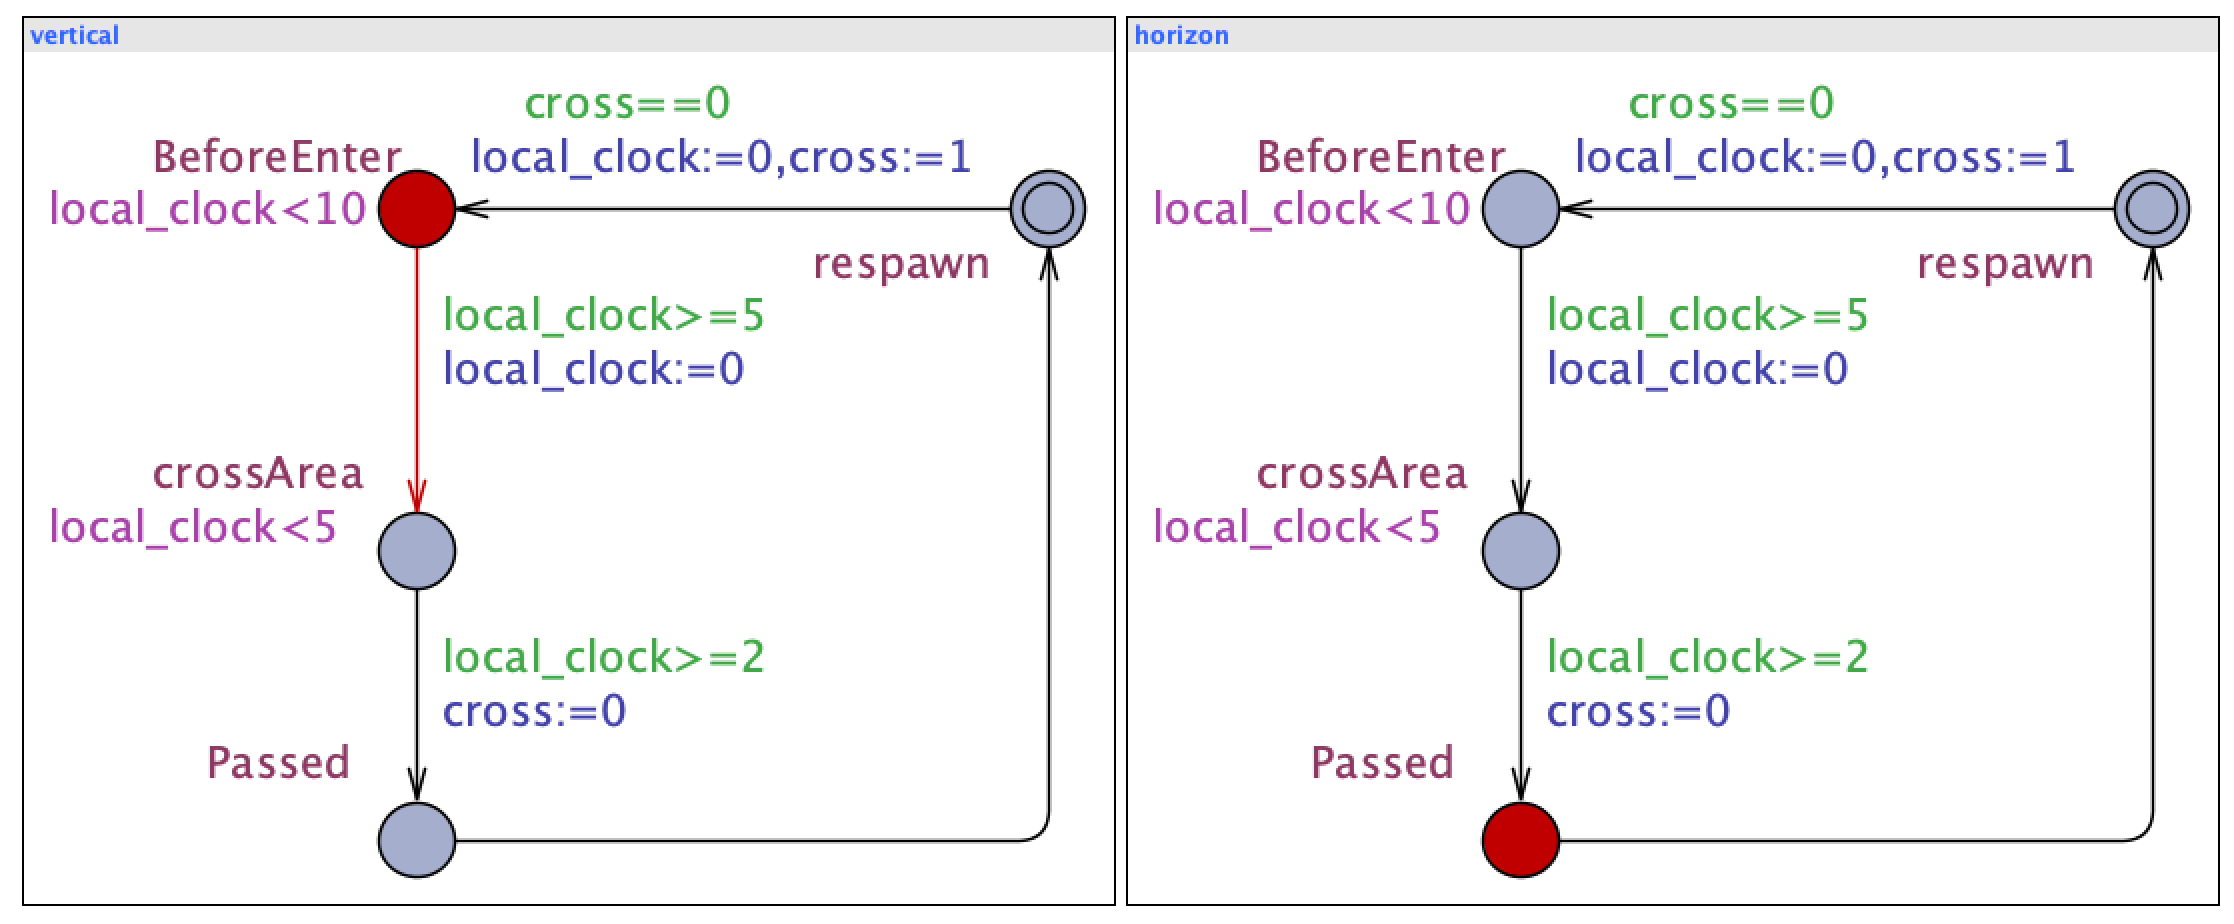 vertical
cross==0
BeforeEnter
local_clock:=0,cross:=1
local_clock<10
respawn
local_clock>=5
local_clock:=0
crossArea
local_clock<5
local_clock>=2
cross:=0
Passed
horizon
cross==0
BeforeEnter
local_clock:=0,cross:=1
local_clock<10
respawn
local_clock>=5
local_clock:=0
crossArea
local_clock<5
local_clock>=2
cross:=0
Passed